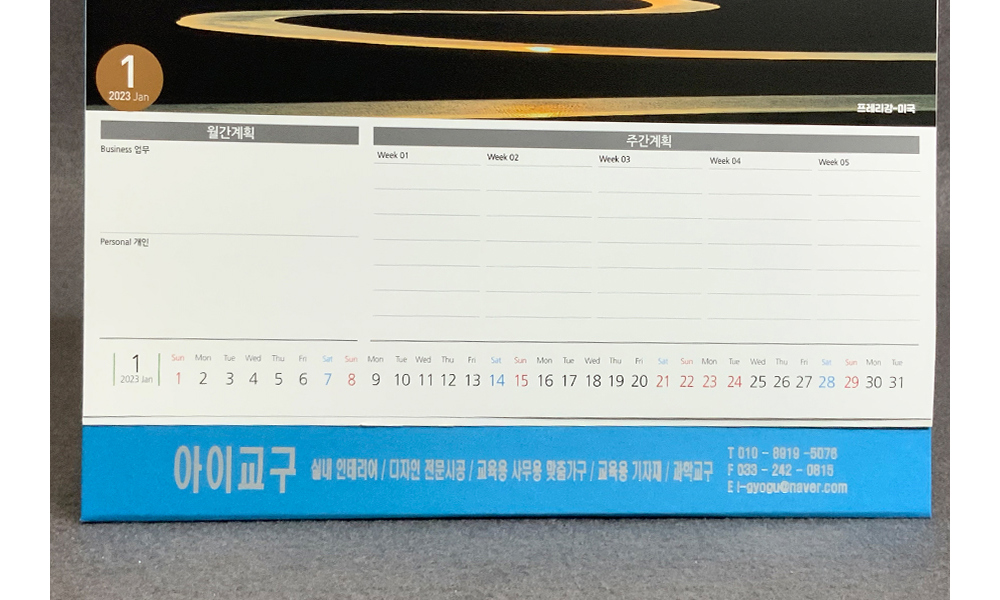 1
2023 Jan
프레리강-미국
월간계획
주간계획
Business 업무
Week 01 Week 02 Week 03 Week 04 Week 05
Personal 개인
1
2023 Jan
Sun Mon Tue Wed Thu Fri Sat Sun Mon Tue Wed Thu Fri Sat Sun Mon Tue Wed Thu Fri Sat Sun Mon Tue Wed Thu Fri Sat Sun Mon Tue
1 2 3 4 5 6 7 8 9 10 11 12 13 14 15 16 17 18 19 20 21 22 23 24 25 26 27 28 29 30 31
아이교구
실내 인테리어 / 디자인 전문시공 / 교육용 사무용 맞춤가구 / 교육용 기자재 / 과학교구
T 010 - 8919 -5076
F 033 - 242 - 0815
E i-gyogu@naver.com